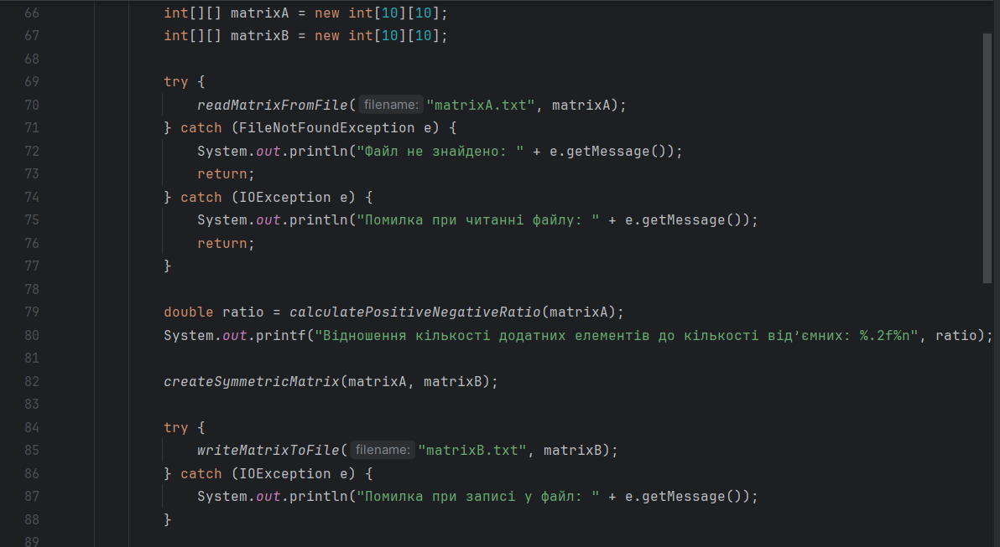 66 int[][] matrixA = new int[10][10];
67 int[][] matrixB = new int[10][10];
68
69 try {
70 readMatrixFromFile( filename: "matrixA.txt", matrixA);
71 } catch (FileNotFoundException e) {
72 System.out.println("Файл не знайдено: " + e.getMessage());
73 return;
74 } catch (IOException e) {
75 System.out.println("Помилка при читанні файлу: " + e.getMessage());
76 return;
77 }
78
79 double ratio = calculatePositiveNegativeRatio(matrixA);
80 System.out.printf("Відношення кількості додатних елементів до кількості від’ємних: %.2f%n", ratio);
81
82 createSymmetricMatrix(matrixA, matrixB);
83
84 try {
85 writeMatrixToFile( filename: "matrixB.txt", matrixB);
86 } catch (IOException e) {
87 System.out.println("Помилка при записі у файл: " + e.getMessage());
88 }
89